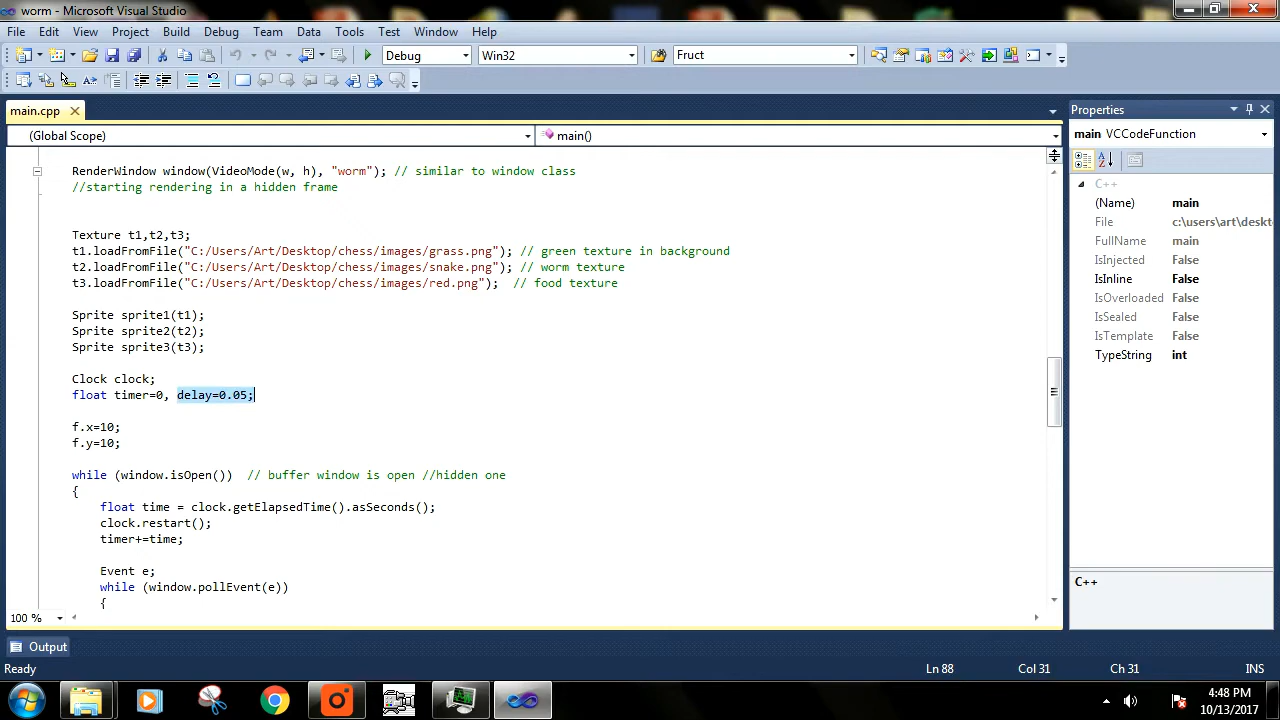 worm - Microsoft Visual Studio
File Edit View Project Build Debug Team Data Tools Test Window Help
Debug Win32 Fruct
main.cpp
Properties
(Global Scope) main()
main VCCodeFunction
RenderWindow window(VideoMode(w, h), "worm"); // similar to window class
//starting rendering in a hidden frame
Texture t1,t2,t3;
t1.loadFromFile("C:/Users/Art/Desktop/chess/images/grass.png"); // green texture in background
t2.loadFromFile("C:/Users/Art/Desktop/chess/images/snake.png"); // worm texture
t3.loadFromFile("C:/Users/Art/Desktop/chess/images/red.png");  // food texture
Sprite sprite1(t1);
Sprite sprite2(t2);
Sprite sprite3(t3);
Clock clock;
float timer=0, delay=0.05;
f.x=10;
f.y=10;
while (window.isOpen())  // buffer window is open //hidden one
{
float time = clock.getElapsedTime().asSeconds();
clock.restart();
timer+=time;
Event e;
while (window.pollEvent(e))
{
100 %
C++
(Name) main
File c:\users\art\deskt
FullName main
IsInjected False
IsInline False
IsOverloaded False
IsSealed False
IsTemplate False
TypeString int
C++
Output
Ready Ln 88 Col 31 Ch 31 INS
4:48 PM
10/13/2017